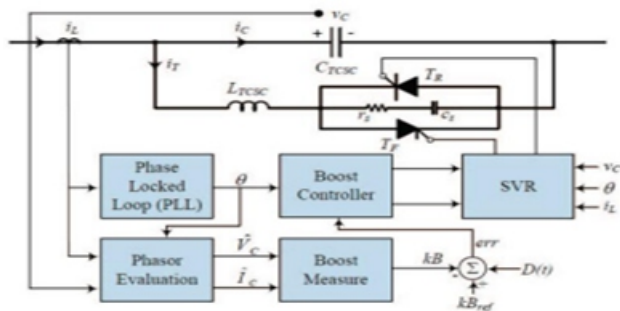 v_C
i_L
i_C
+ -
C_TCSC
i_T
L_TCSC
T_R
r_s
c_s
T_F
Phase
Locked
Loop (PLL)
θ
Boost
Controller
SVR
v_C
θ
i_L
Phasor
Evaluation
V̂_C
Î_C
Boost
Measure
kB
-
Σ
+
err
D(t)
kB_ref